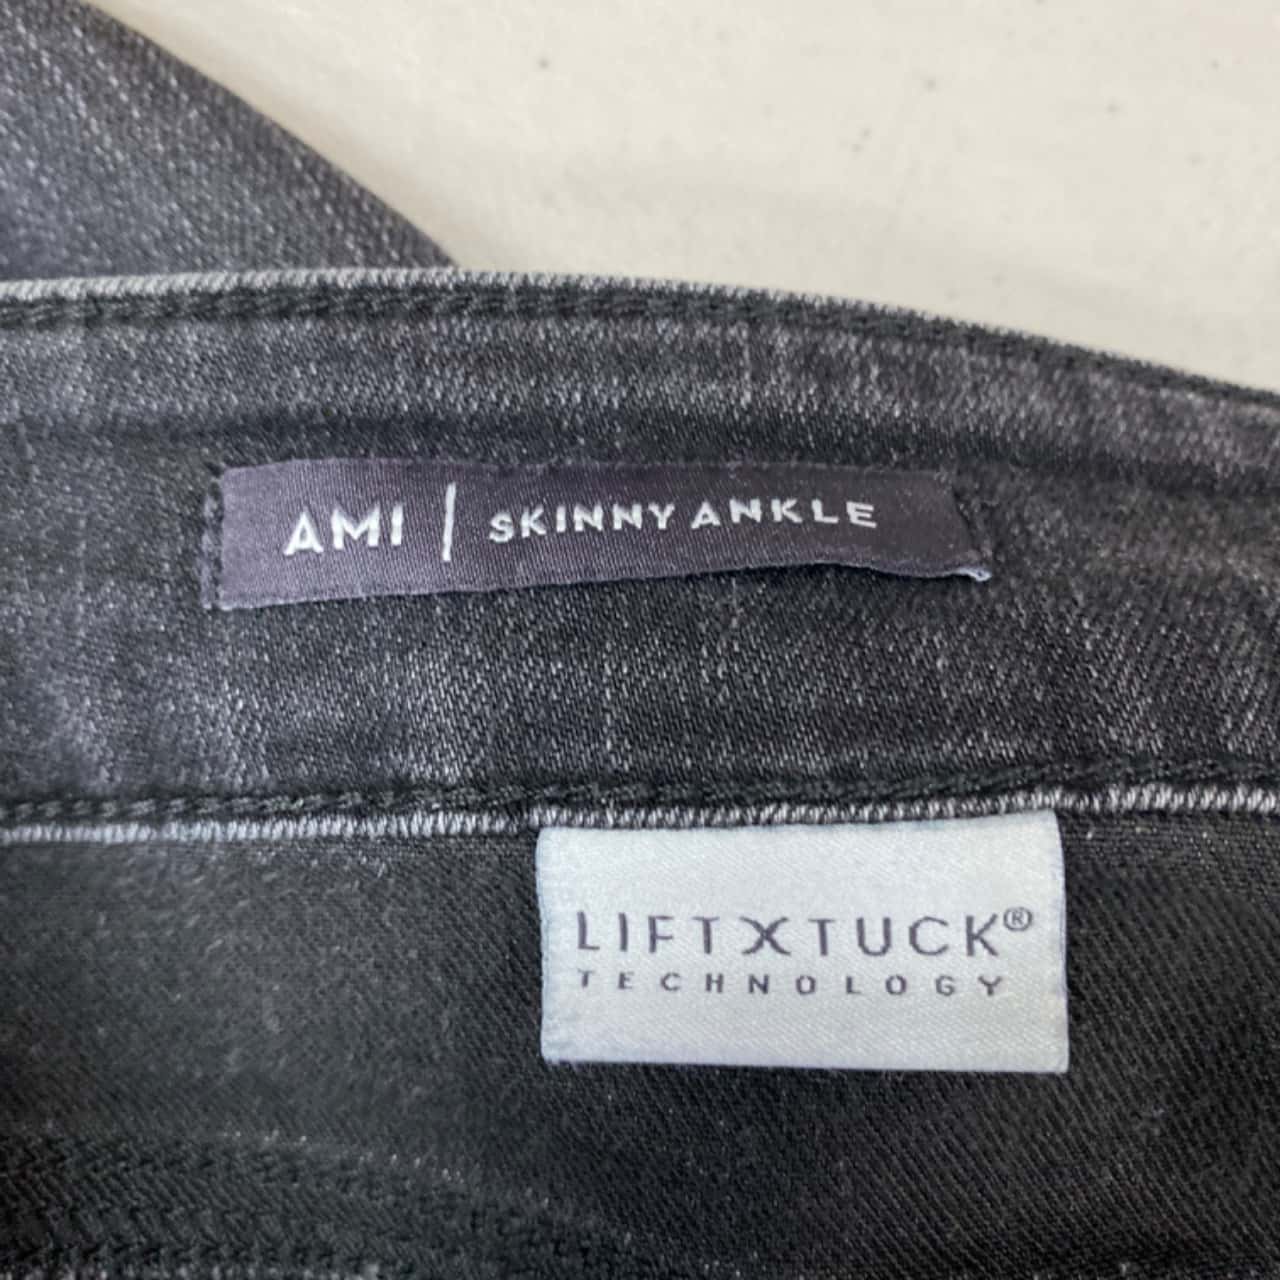 AMI | SKINNY ANKLE
LIFTXTUCK®
TECHNOLOGY